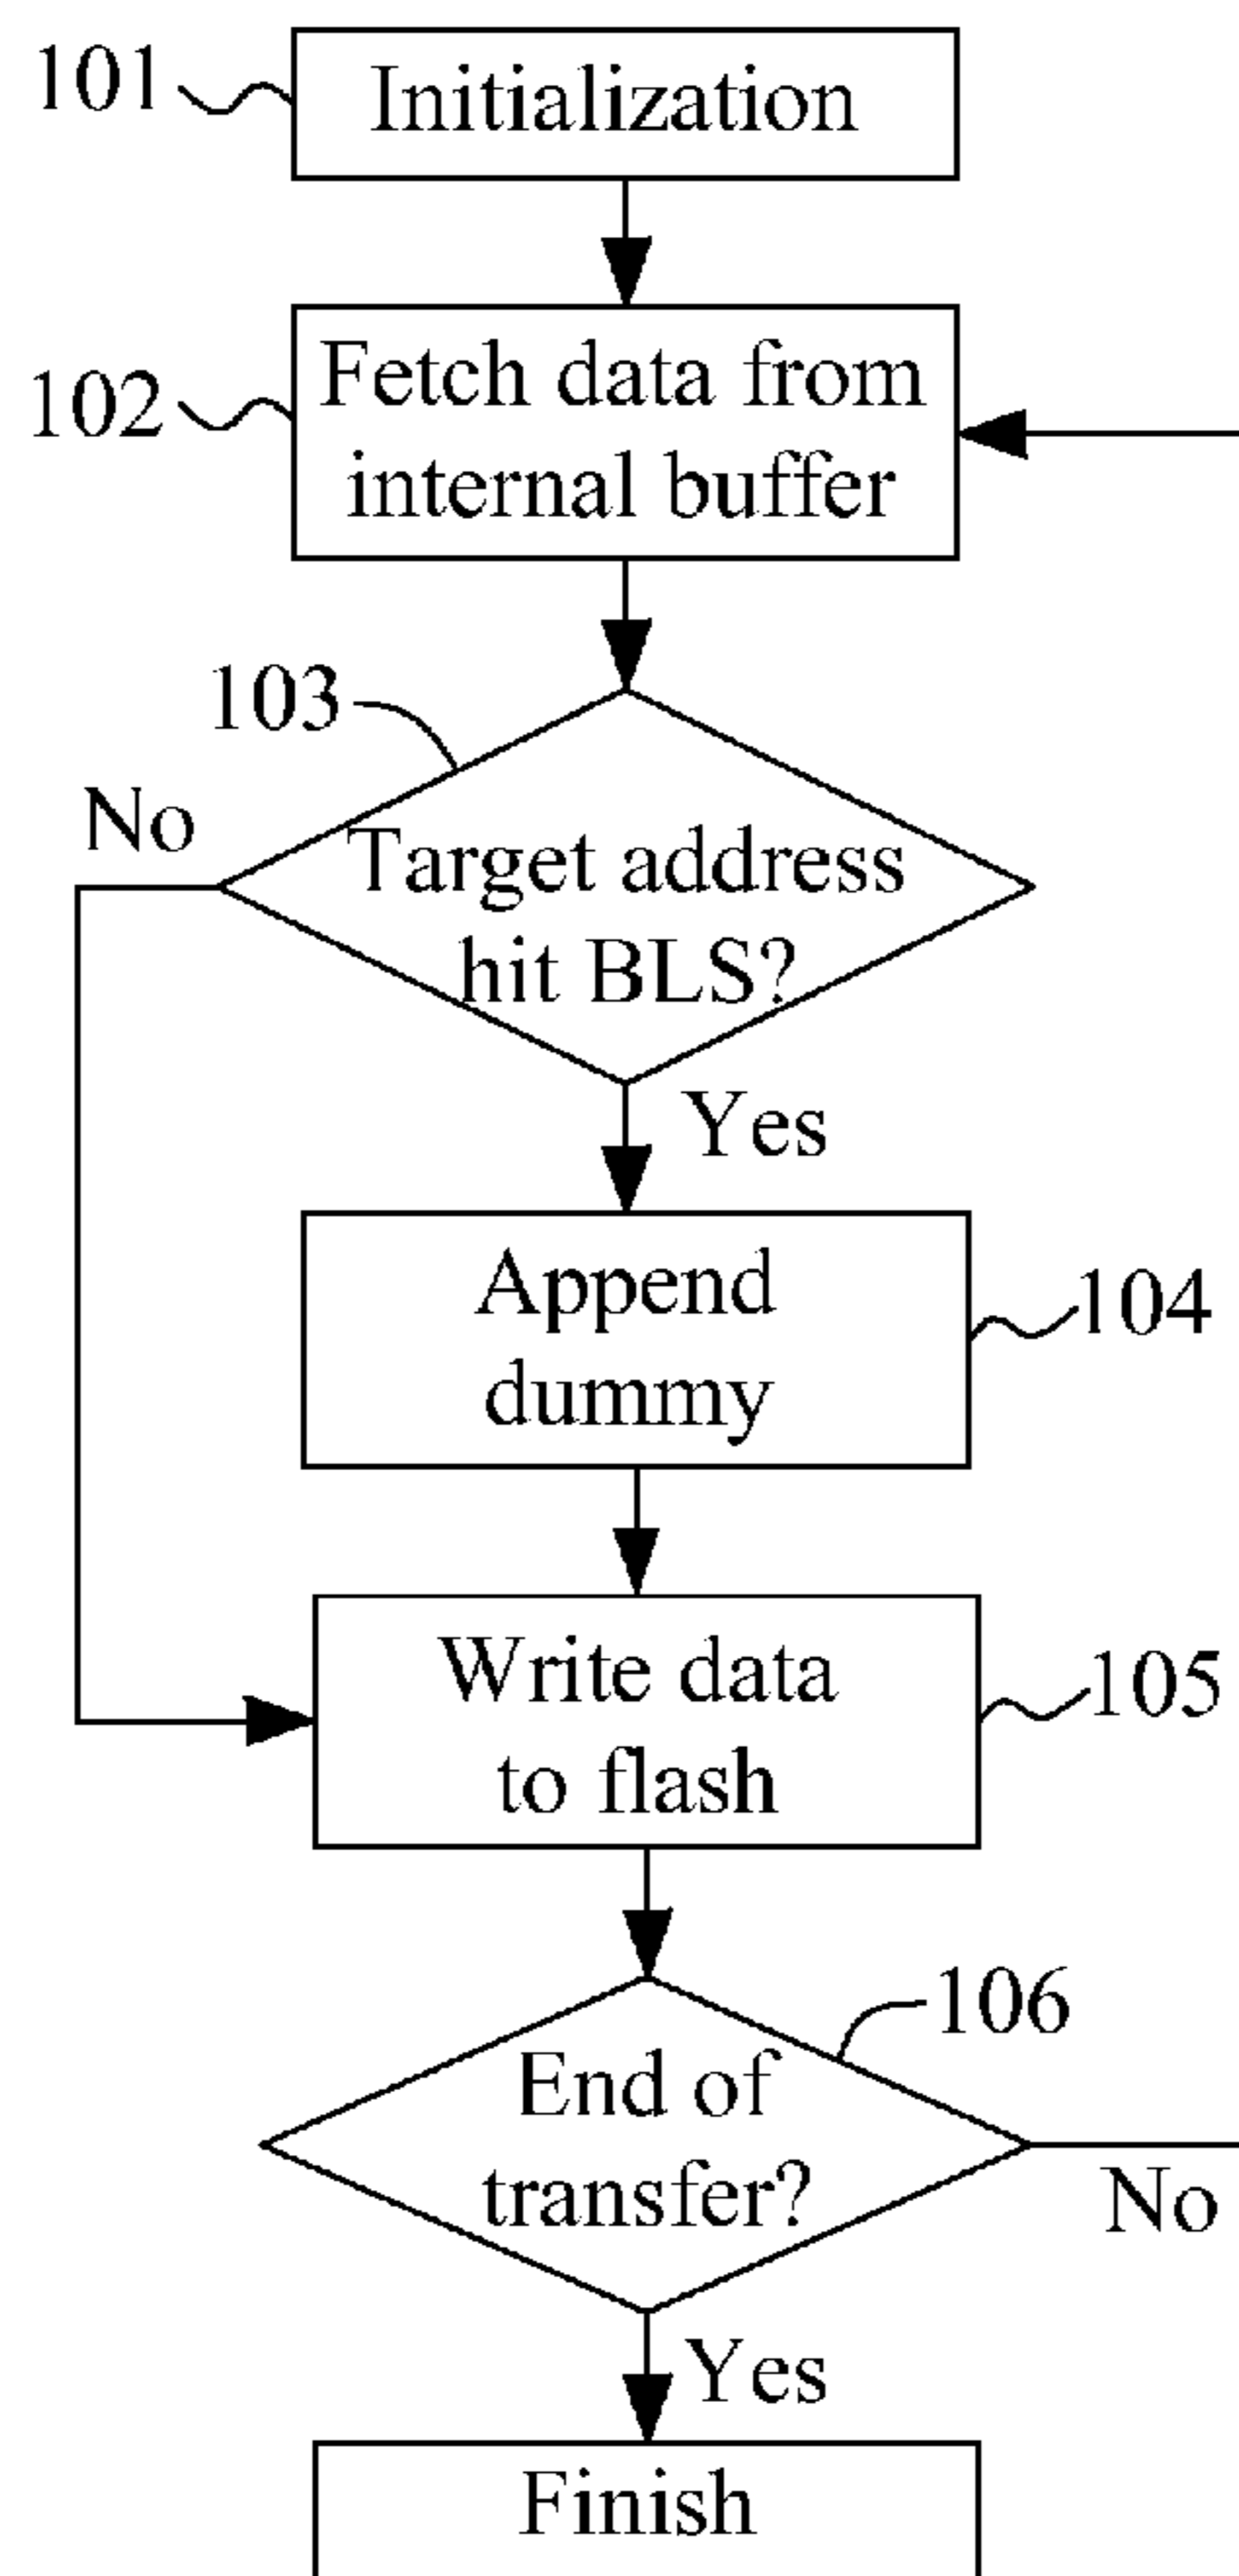 101
Initialization
102
Fetch data from
internal buffer
103
No
Target address
hit BLS?
Yes
Append
dummy
104
Write data
to flash
105
106
End of
transfer?
No
Yes
Finish